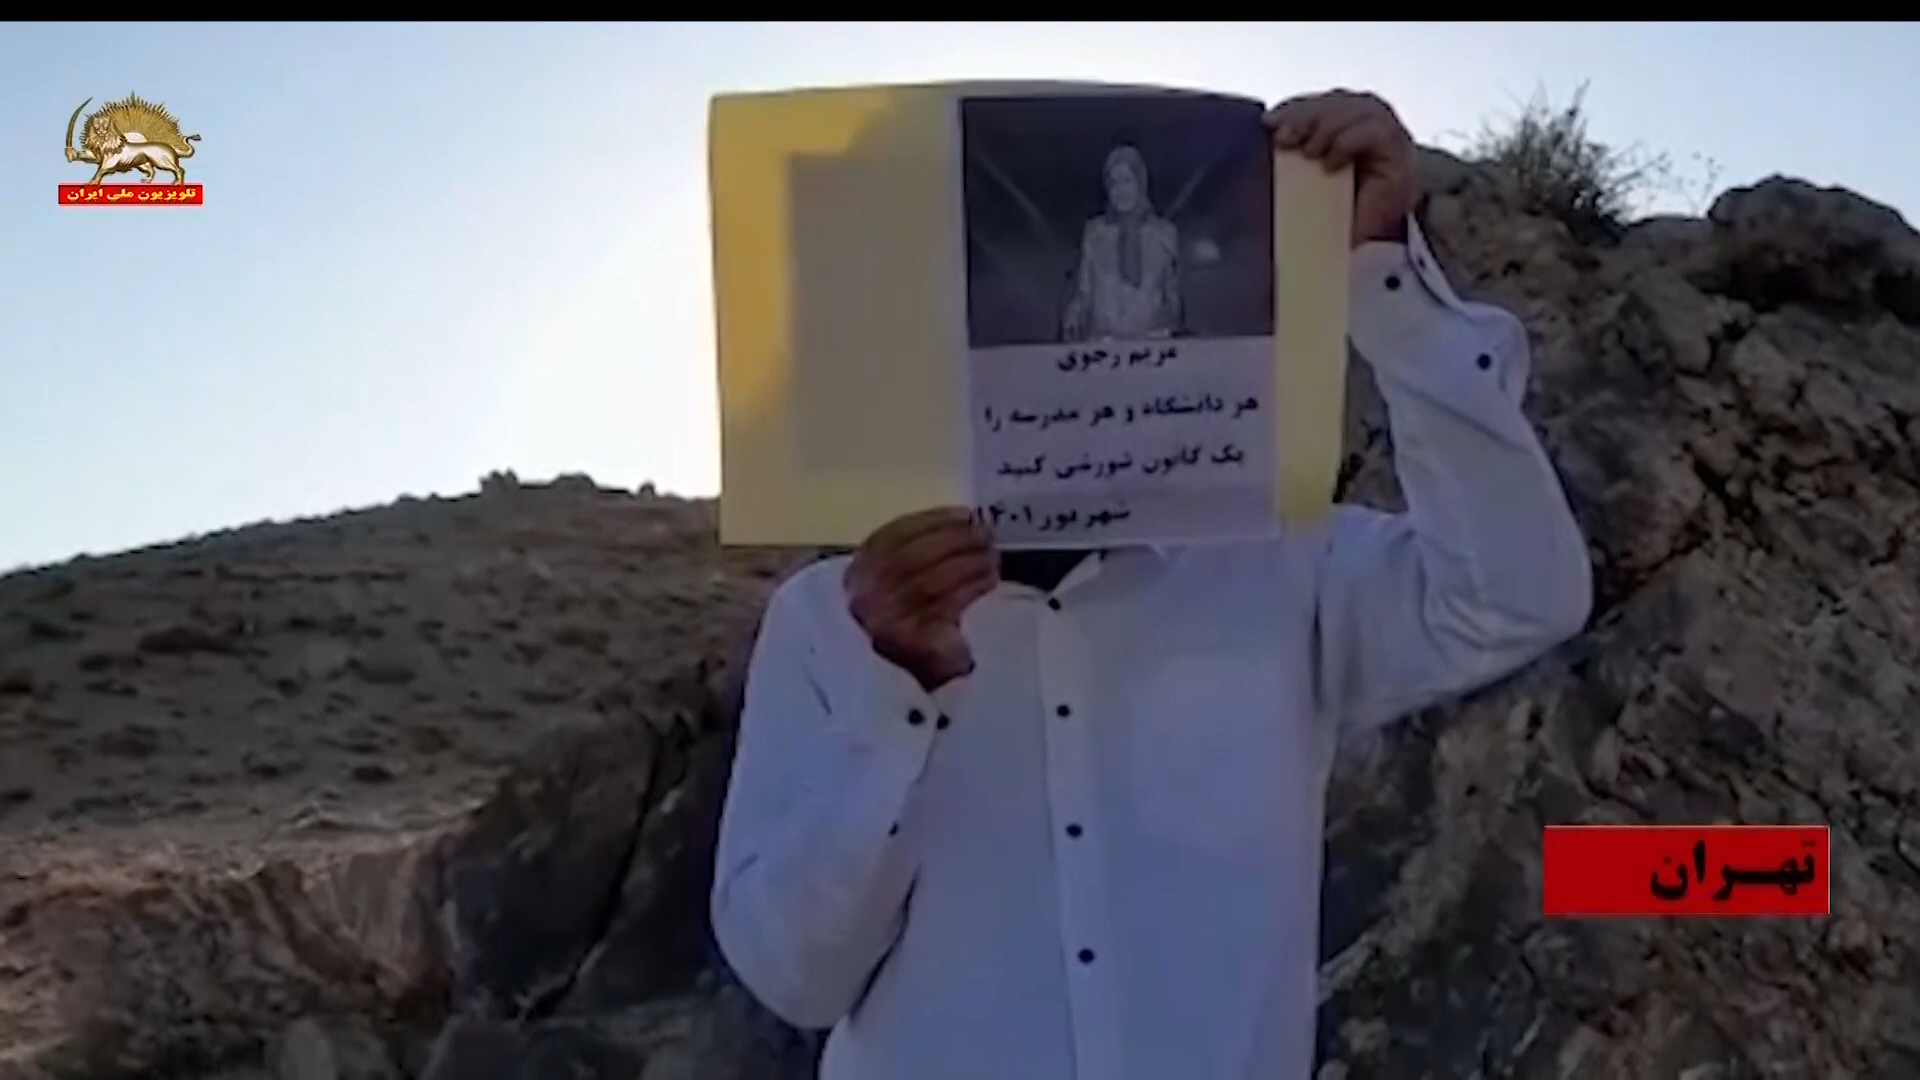 تلویزیون ملی ایران
مریم رجوی
هر دانشگاه و هر مدرسه را
یک کانون شورشی کنید
شهریور ۱۴۰۱
تهران